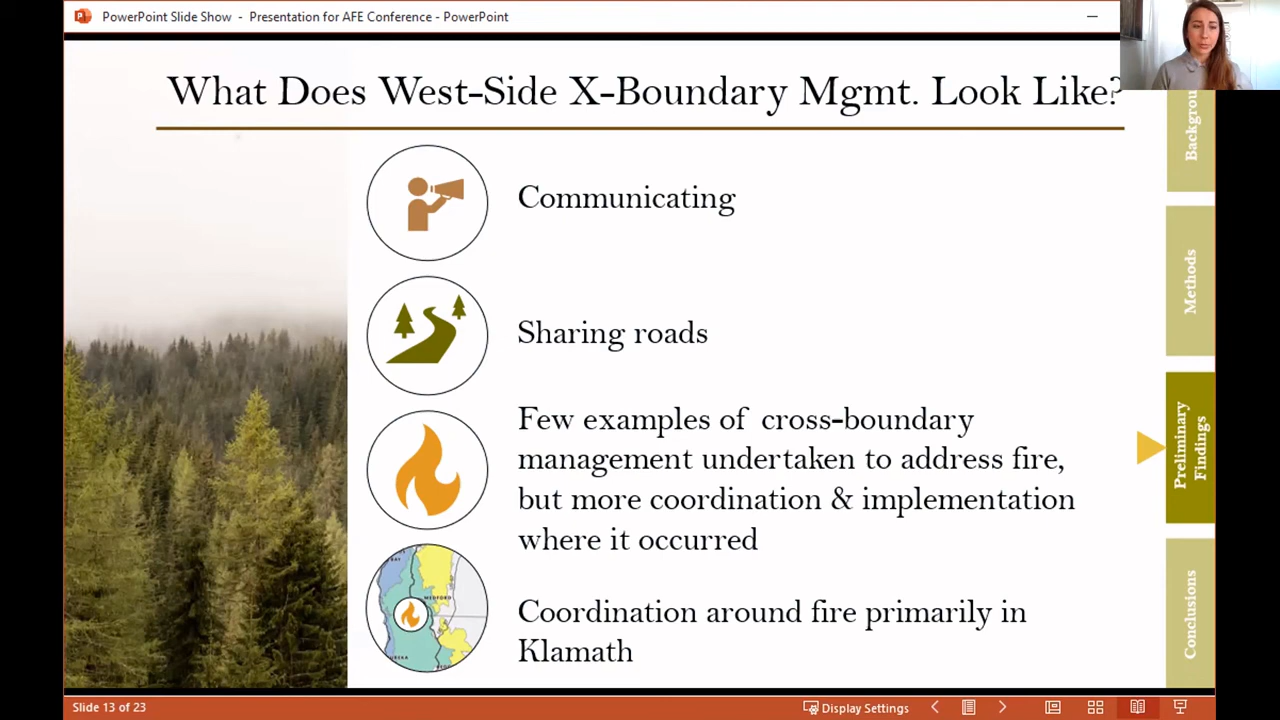 PowerPoint Slide Show - Presentation for AFE Conference - PowerPoint
What Does West-Side X-Boundary Mgmt. Look Like?
Communicating
Sharing roads
Few examples of cross-boundary
management undertaken to address fire,
but more coordination & implementation
where it occurred
Coordination around fire primarily in
Klamath
MEDFORD
Methods
Preliminary
Findings
Conclusions
Slide 13 of 23
Display Settings